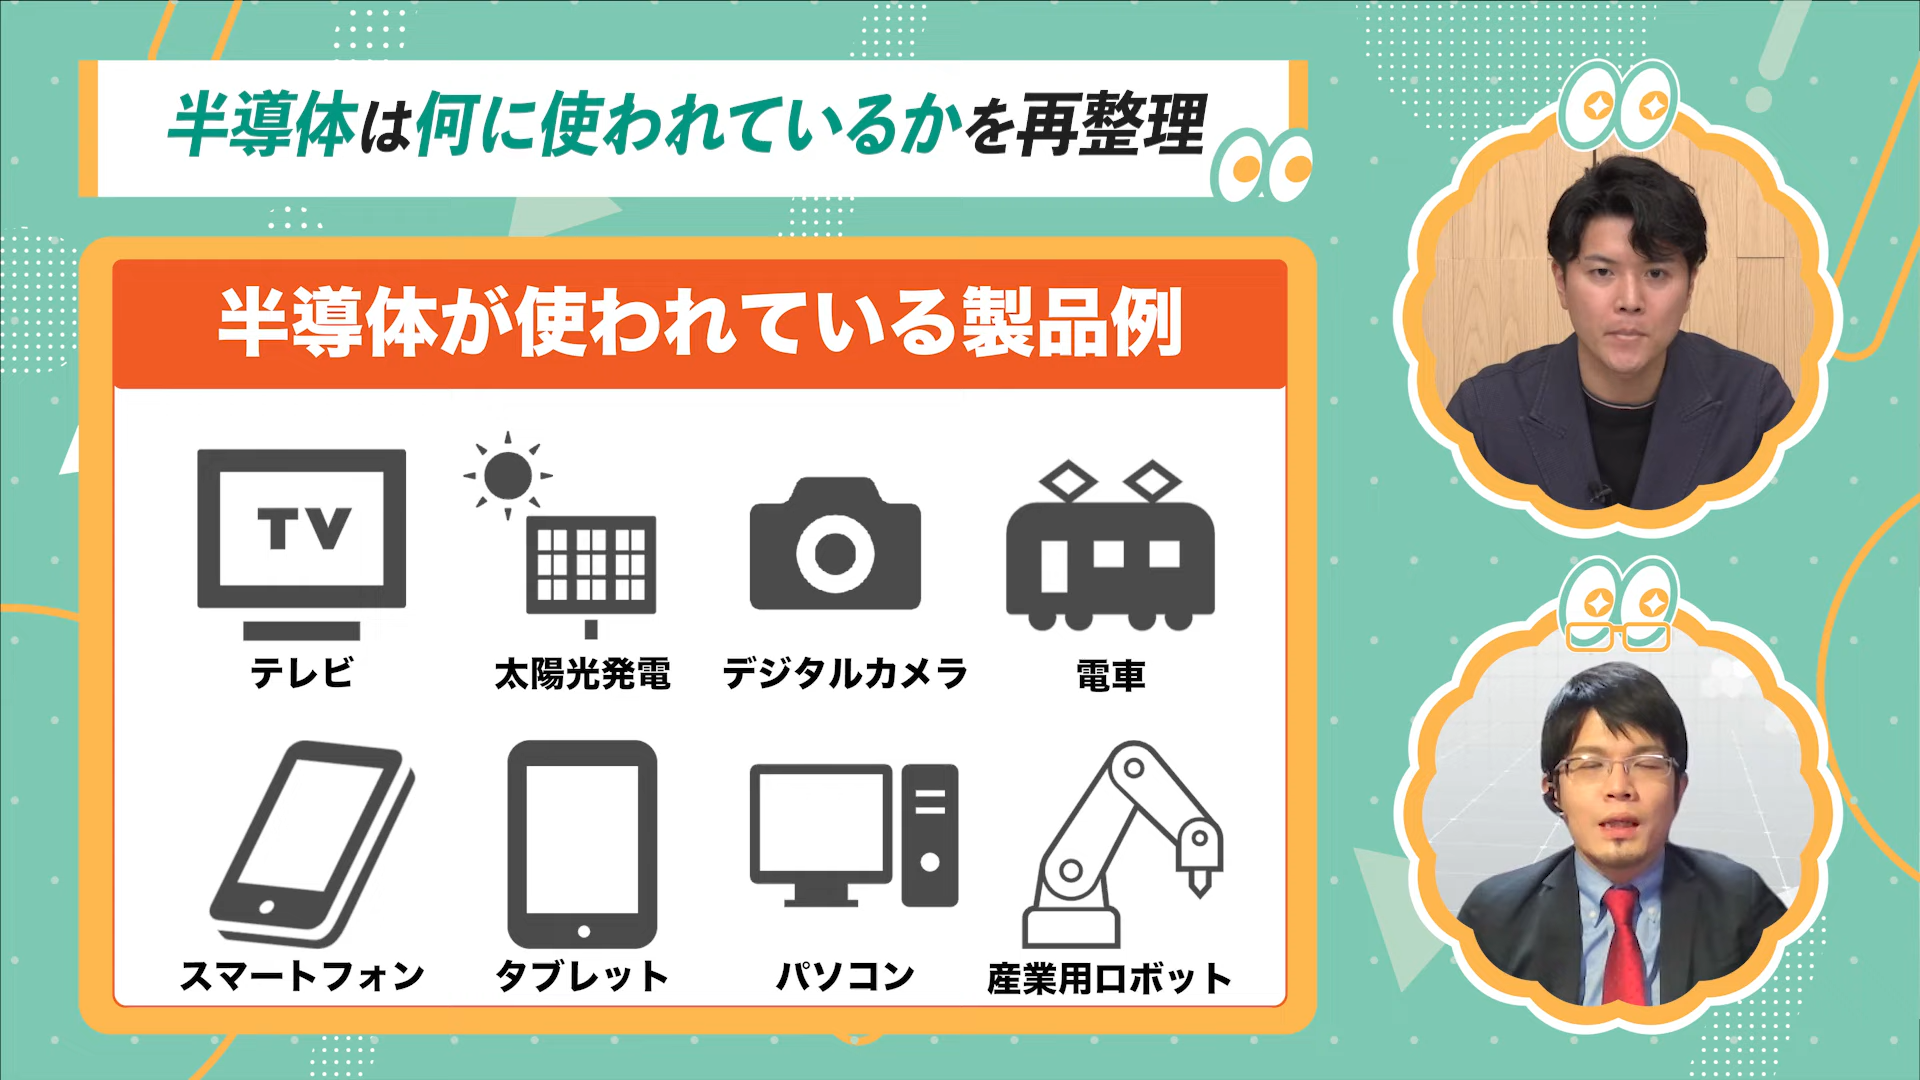 半導体は何に使われているかを再整理
半導体が使われている製品例
TV
テレビ
太陽光発電
デジタルカメラ
電車
スマートフォン
タブレット
パソコン
産業用ロボット